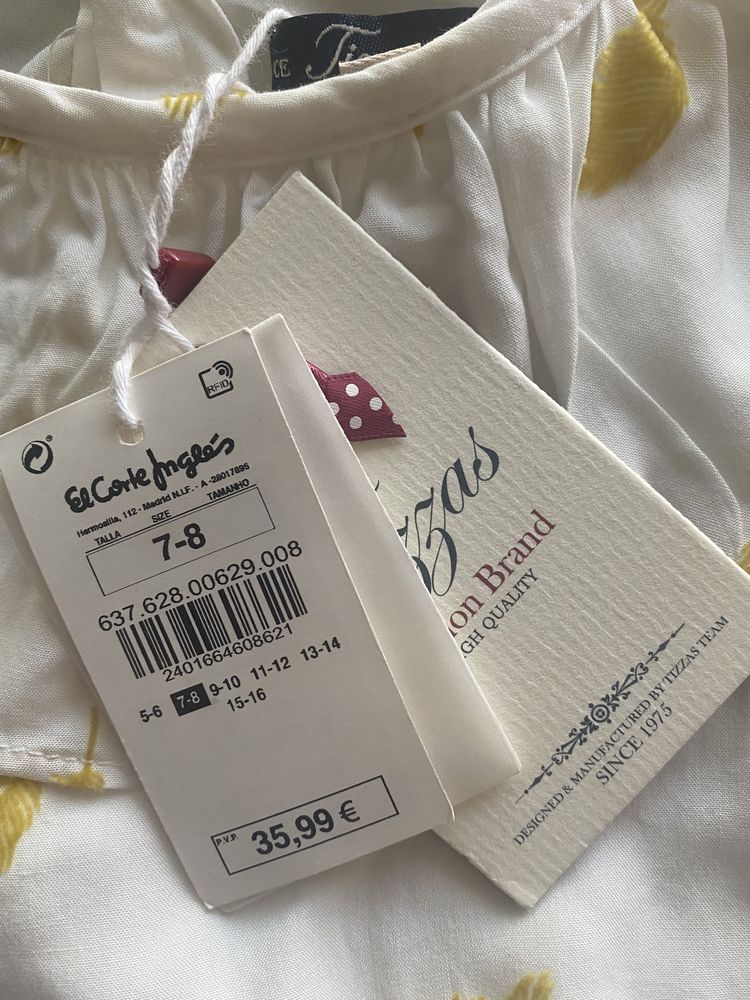 CE
RFID
El Corte Inglés
Hermosilla, 112 - Madrid N.I.F. - A -28017895
TALLA SIZE TAMANHO
7-8
637.628.00629.008
2401664608621
5-6 7-8 9-10 11-12 13-14
15-16
P.V.P. 35,99 €
zzas
ion Brand
GH QUALITY
DESIGNED & MANUFACTURED BY TIZZAS TEAM
SINCE 1975